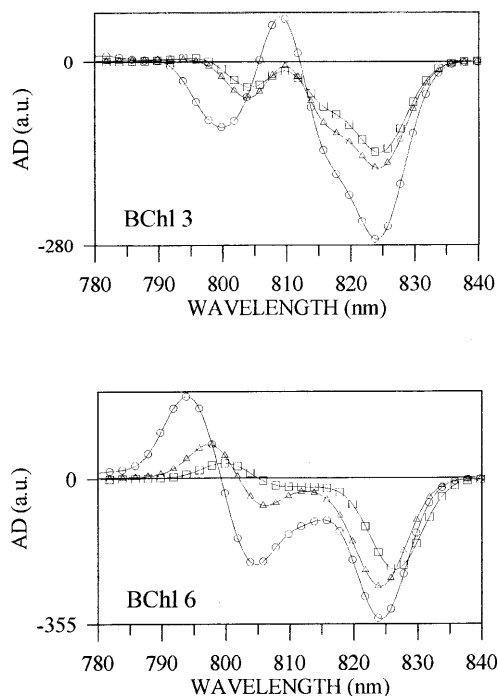 0
AD (a.u.)
BChl 3
-280
780 790 800 810 820 830 840
WAVELENGTH (nm)
0
AD (a.u.)
BChl 6
-355
780 790 800 810 820 830 840
WAVELENGTH (nm)